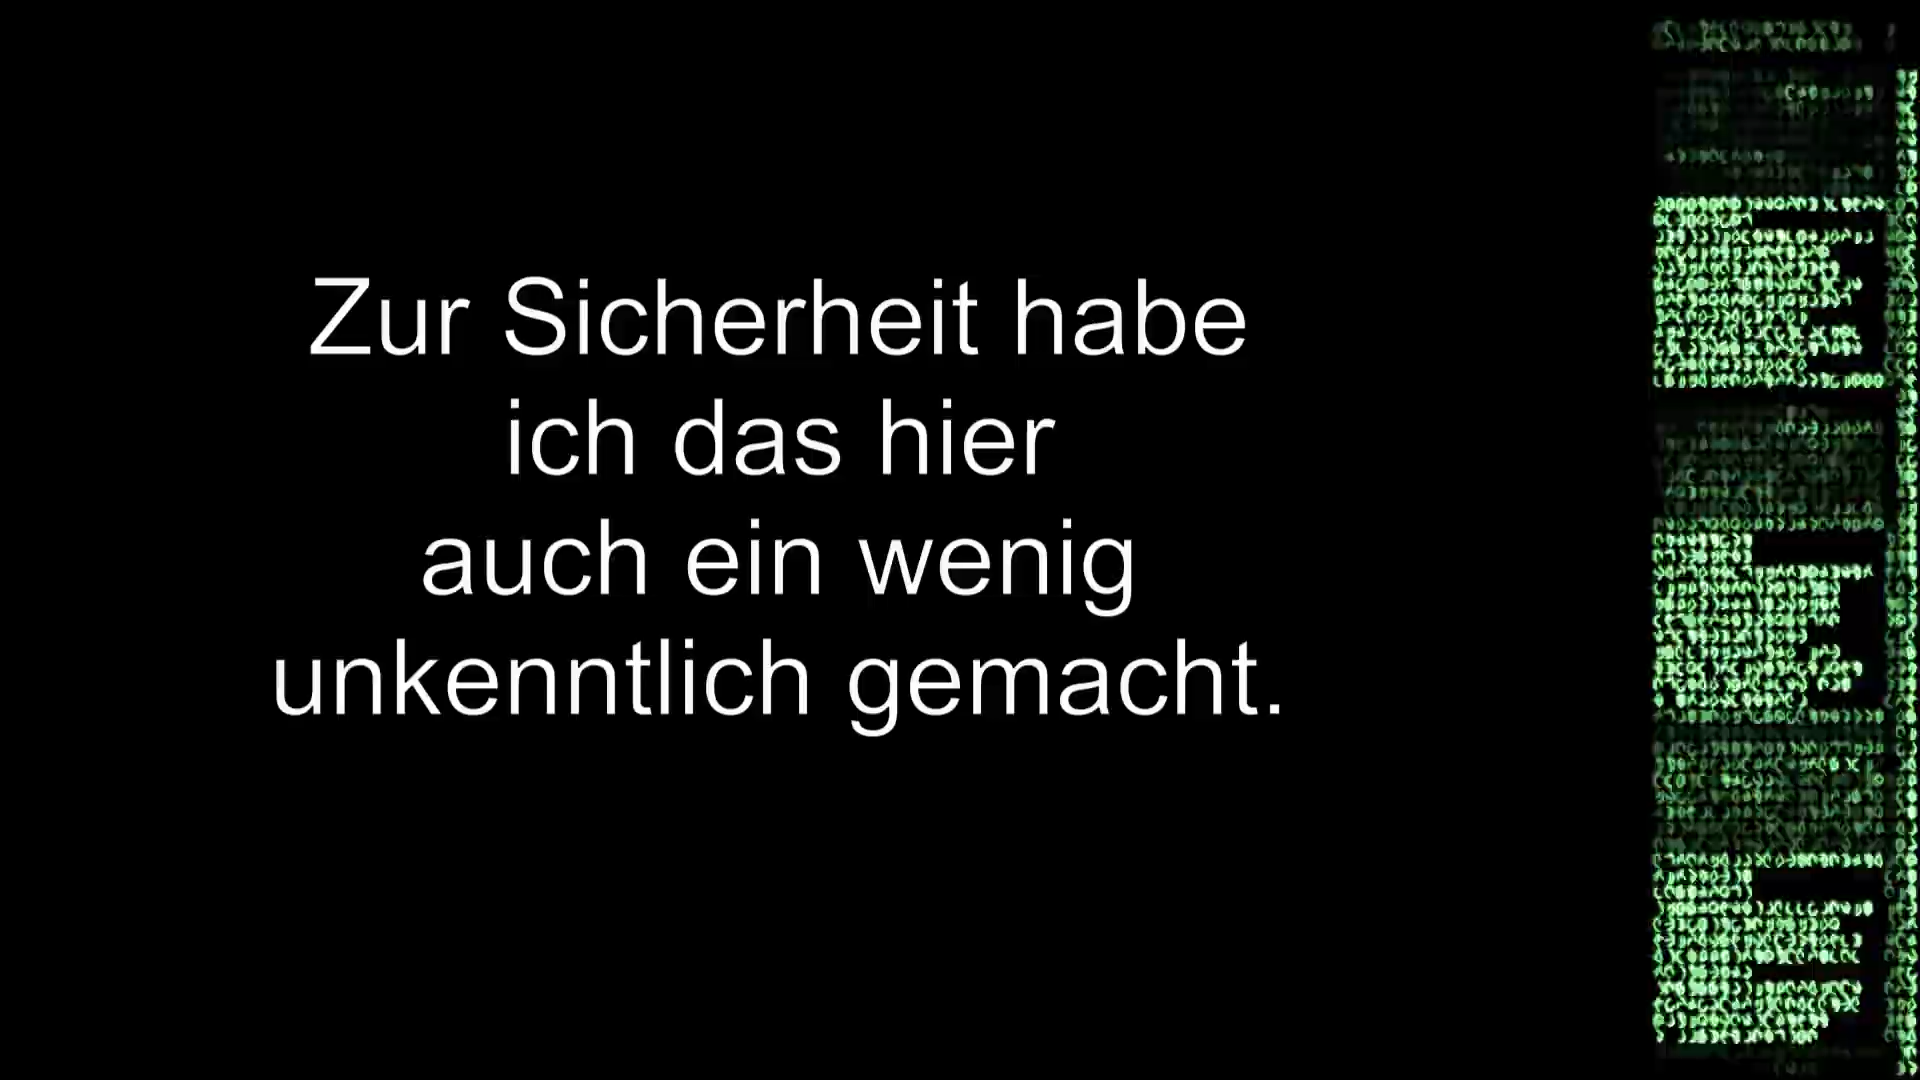 Zur Sicherheit habe
ich das hier
auch ein wenig
unkenntlich gemacht.